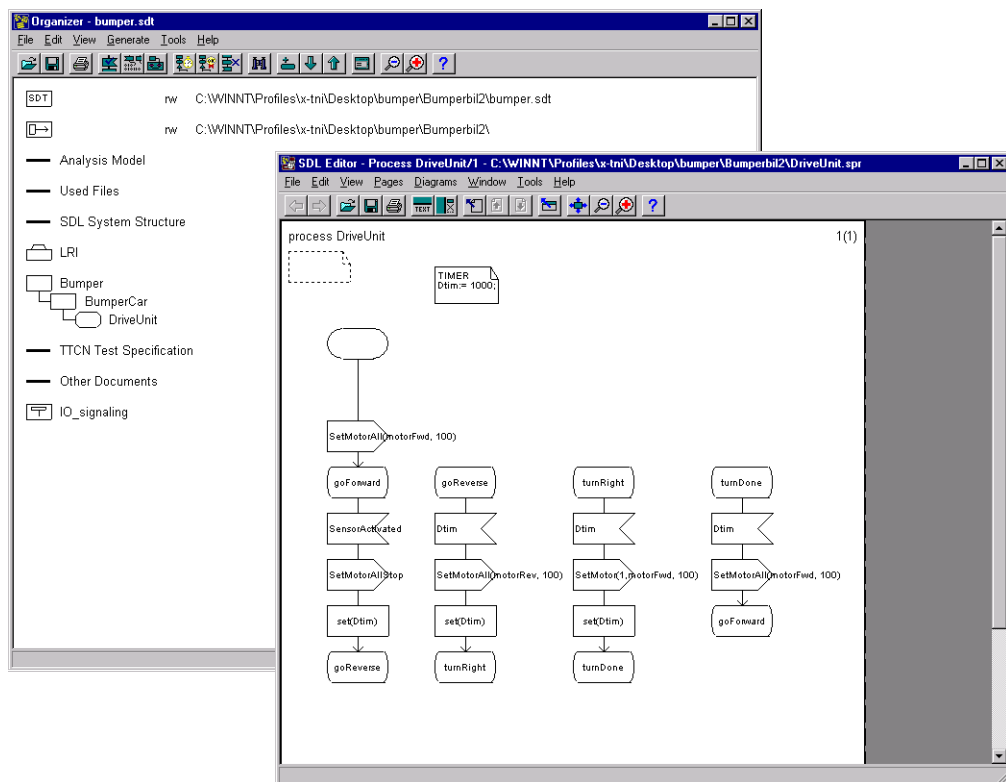 Organizer - bumper.sdt
File Edit View Generate Tools Help
SDT rw C:\WINNT\Profiles\x-tni\Desktop\bumper\Bumperbil2\bumper.sdt
rw C:\WINNT\Profiles\x-tni\Desktop\bumper\Bumperbil2\
Analysis Model
Used Files
SDL System Structure
LRI
Bumper
BumperCar
DriveUnit
TTCN Test Specification
Other Documents
IO_signaling
SDL Editor - Process DriveUnit/1 - C:\WINNT\Profiles\x-tni\Desktop\bumper\Bumperbil2\DriveUnit.spr
File Edit View Pages Diagrams Window Tools Help
TEXT
process DriveUnit 1(1)
TIMER
Dtim:= 1000;
SetMotorAll(motorFwd, 100)
goForward goReverse turnRight turnDone
SensorActivated Dtim Dtim Dtim
SetMotorAllStop SetMotorAll(motorRev, 100) SetMotor(1,motorFwd, 100) SetMotorAll(motorFwd, 100)
set(Dtim) set(Dtim) set(Dtim) goForward
goReverse turnRight turnDone